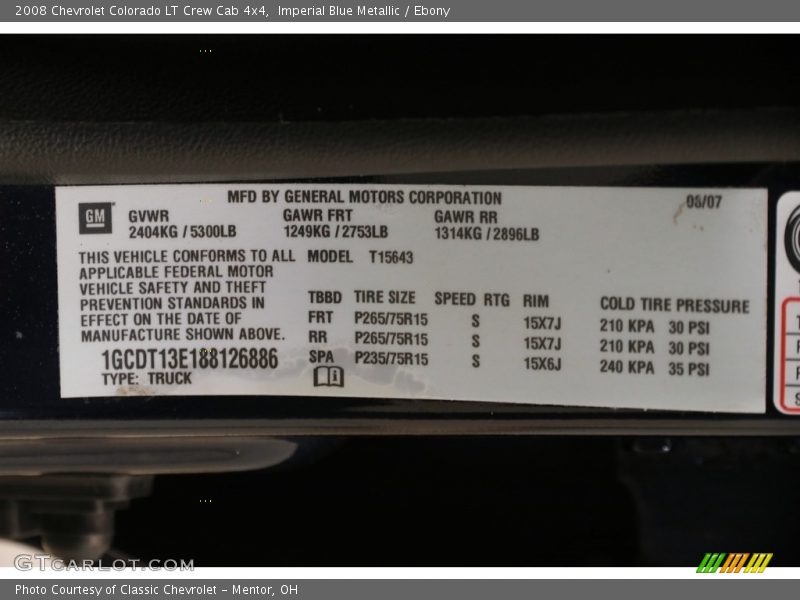 2008 Chevrolet Colorado LT Crew Cab 4x4,  Imperial Blue Metallic / Ebony
MFD BY GENERAL MOTORS CORPORATION
GM GVWR GAWR FRT GAWR RR
2404KG / 5300LB 1249KG / 2753LB 1314KG / 2896LB
THIS VEHICLE CONFORMS TO ALL MODEL T15643
APPLICABLE FEDERAL MOTOR
VEHICLE SAFETY AND THEFT
PREVENTION STANDARDS IN TBBD TIRE SIZE SPEED RTG RIM COLD TIRE PRESSURE
EFFECT ON THE DATE OF FRT P265/75R15 S 15X7J 210 KPA 30 PSI
MANUFACTURE SHOWN ABOVE. RR P265/75R15 S 15X7J 210 KPA 30 PSI
1GCDT13E188126886 SPA P235/75R15 S 15X6J 240 KPA 35 PSI
TYPE: TRUCK
GTCARLOT.COM
Photo Courtesy of Classic Chevrolet - Mentor, OH